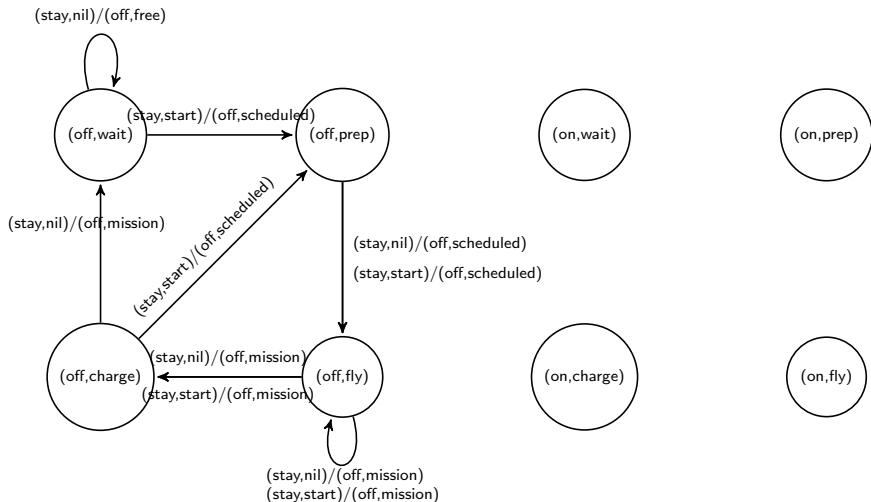 (stay,nil)/(off,free)
(stay,start)/(off,scheduled)
(off,wait)
(off,prep)
(on,wait)
(on,prep)
(stay,nil)/(off,mission)
(stay,start)/(off,scheduled)
(stay,nil)/(off,scheduled)
(stay,start)/(off,scheduled)
(stay,nil)/(off,mission)
(off,charge)
(off,fly)
(on,charge)
(on,fly)
(stay,start)/(off,mission)
(stay,nil)/(off,mission)
(stay,start)/(off,mission)